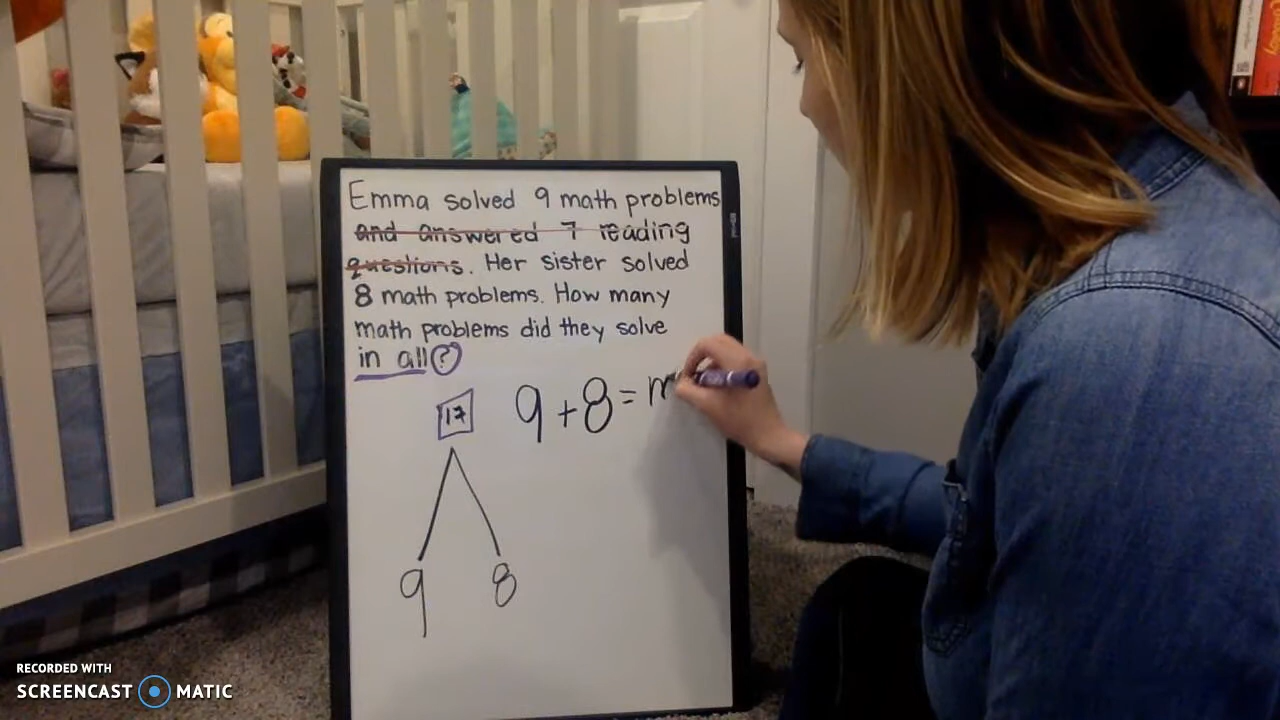 Emma solved 9 math problems
and answered 7 reading
questions. Her sister solved
8 math problems. How many
math problems did they solve
in all?
17
9 + 8 = m
9 8
RECORDED WITH
SCREENCAST MATIC